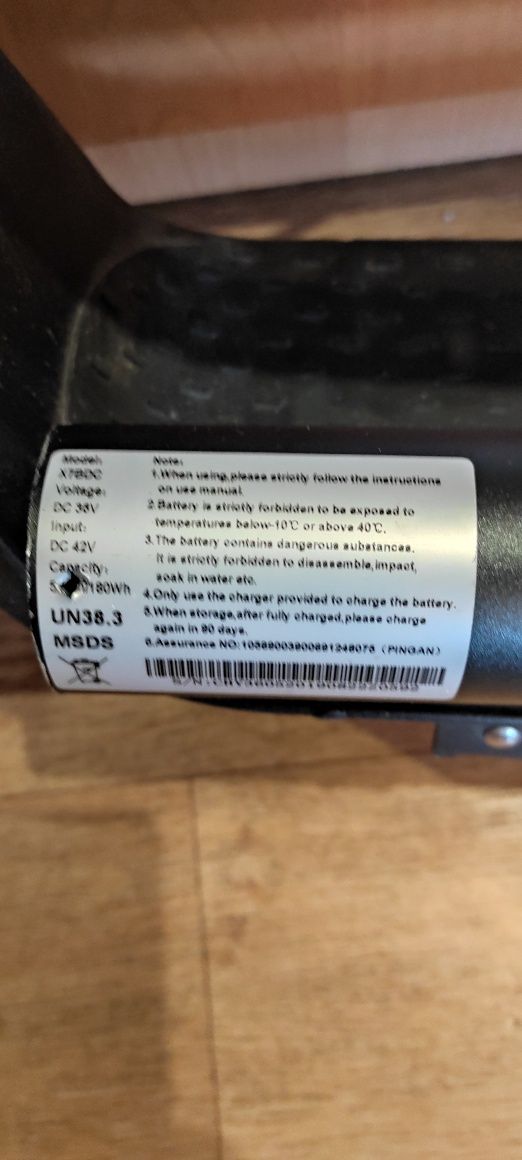 Model:
X7BDC
Voltage:
DC 36V
Input:
DC 42V
Capacity:
180Wh
UN38.3
MSDS
Note:
1.When using,please strictly follow the instructions
on use manual.
2.Battery is strictly forbidden to be exposed to
temperatures below-10℃ or above 40℃.
3.The battery contains dangerous substances.
It is strictly forbidden to disassemble,impact,
soak in water etc.
4.Only use the charger provided to charge the battery.
5.When storage,after fully charged,please charge
again in 90 days.
6.Assurance NO: (PINGAN)
S/N: